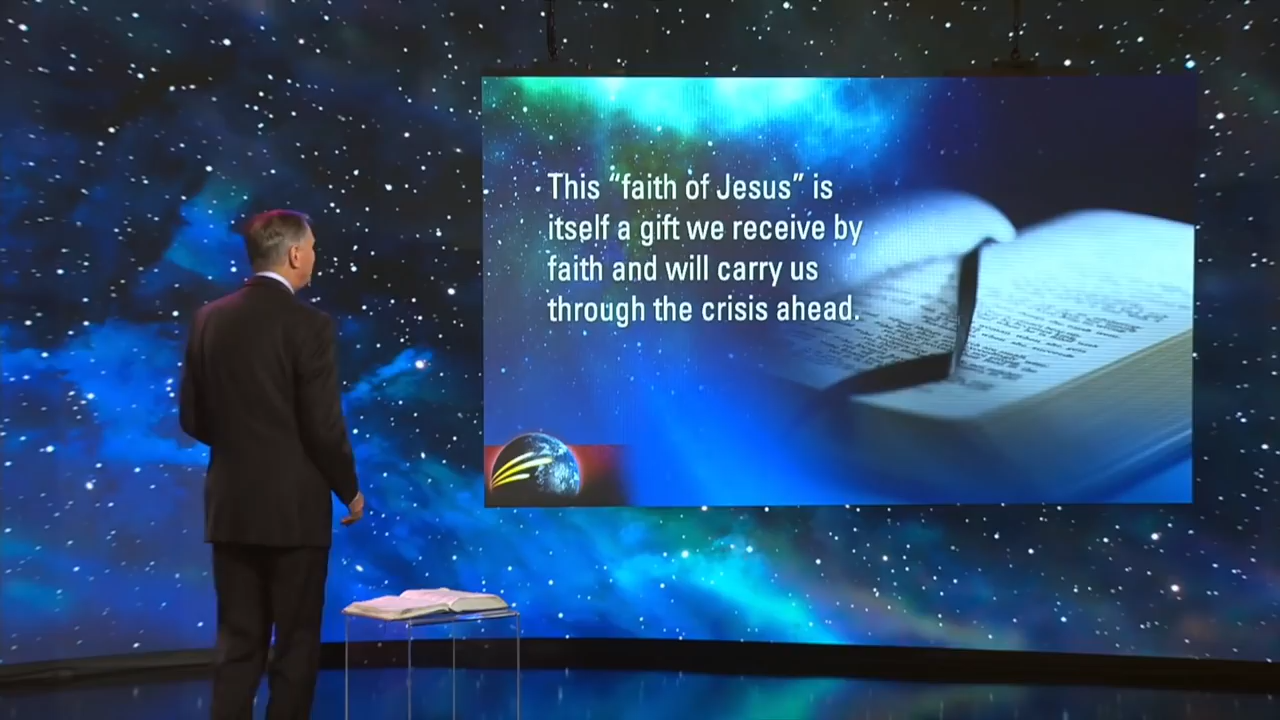 This “faith of Jesus” is
itself a gift we receive by
faith and will carry us
through the crisis ahead.